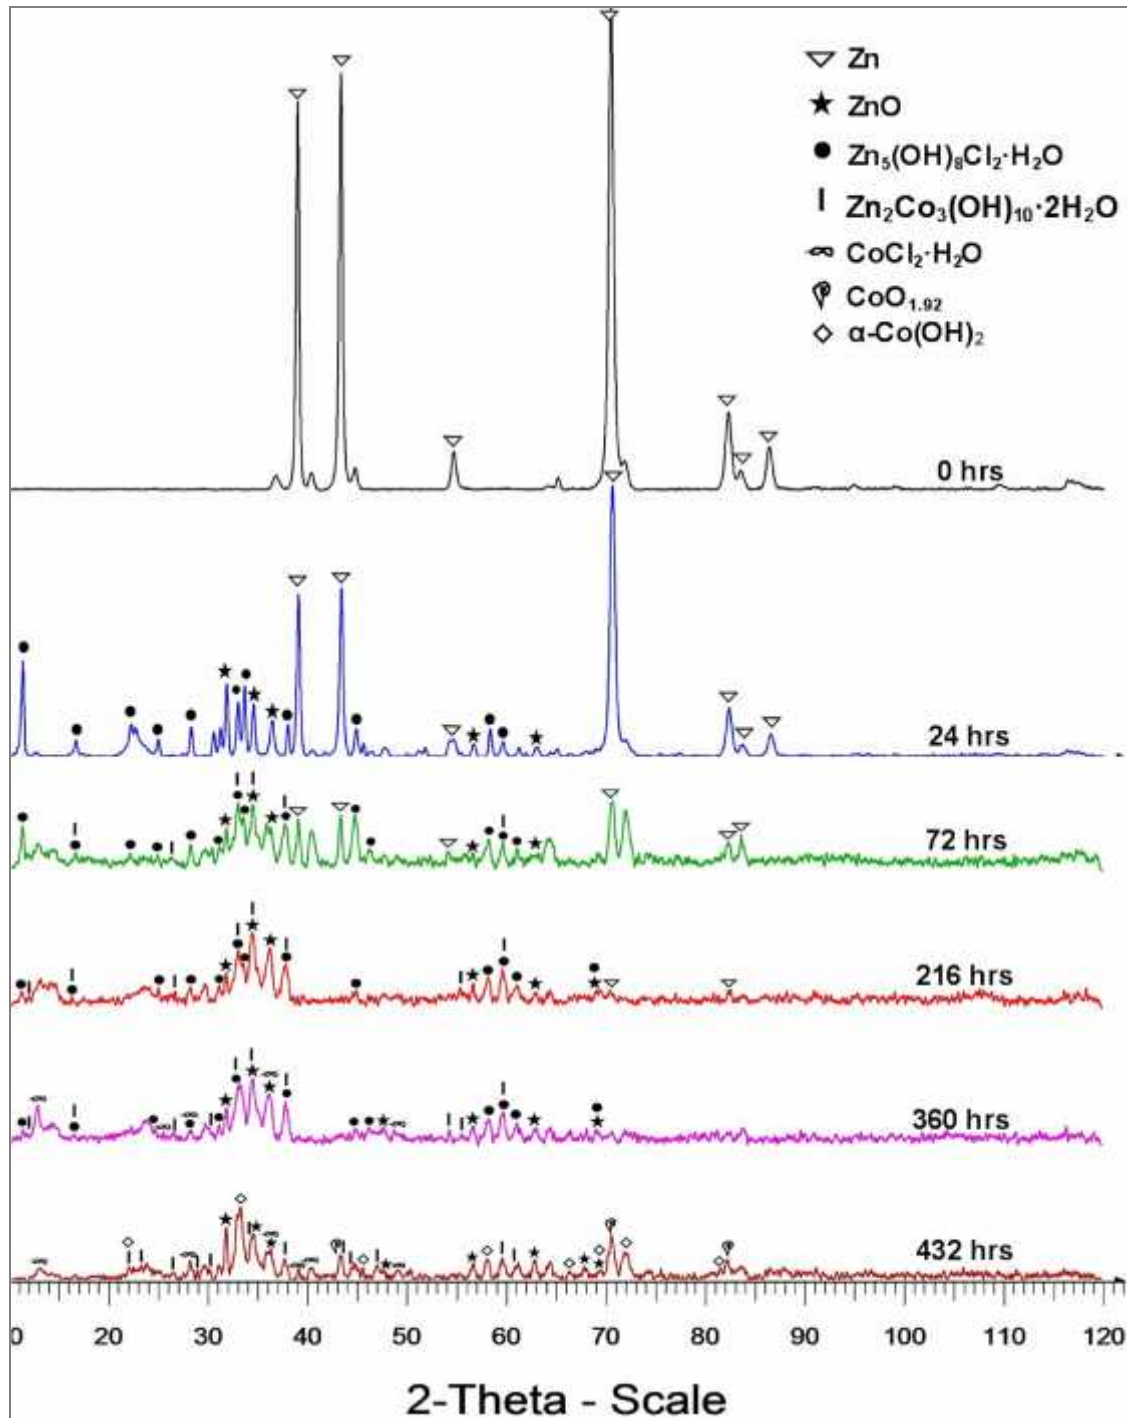 Zn
ZnO
Zn₅(OH)₈Cl₂·H₂O
Zn₂Co₃(OH)₁₀·2H₂O
CoCl₂·H₂O
CoO₁.₉₂
α-Co(OH)₂
0 hrs
24 hrs
72 hrs
216 hrs
360 hrs
432 hrs
0 20 30 40 50 60 70 80 90 100 110 120
2-Theta - Scale